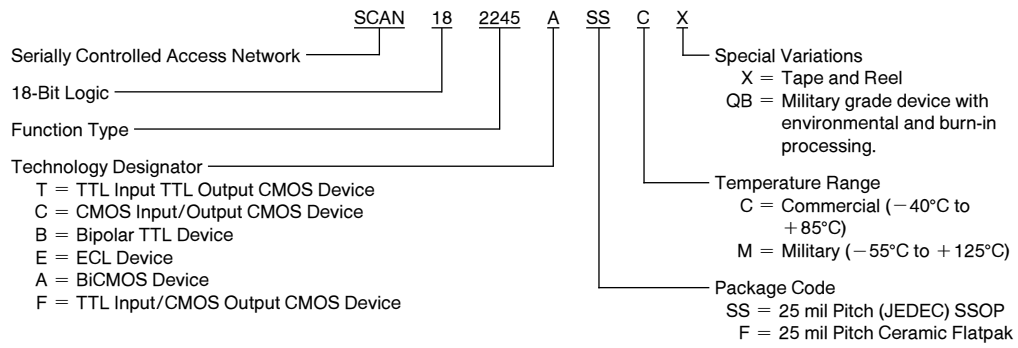 SCAN 18 2245 A SS C X
Serially Controlled Access Network
18-Bit Logic
Function Type
Technology Designator
T = TTL Input TTL Output CMOS Device
C = CMOS Input/Output CMOS Device
B = Bipolar TTL Device
E = ECL Device
A = BiCMOS Device
F = TTL Input/CMOS Output CMOS Device
Special Variations
X = Tape and Reel
QB = Military grade device with
environmental and burn-in
processing.
Temperature Range
C = Commercial (−40°C to
+85°C)
M = Military (−55°C to +125°C)
Package Code
SS = 25 mil Pitch (JEDEC) SSOP
F = 25 mil Pitch Ceramic Flatpak